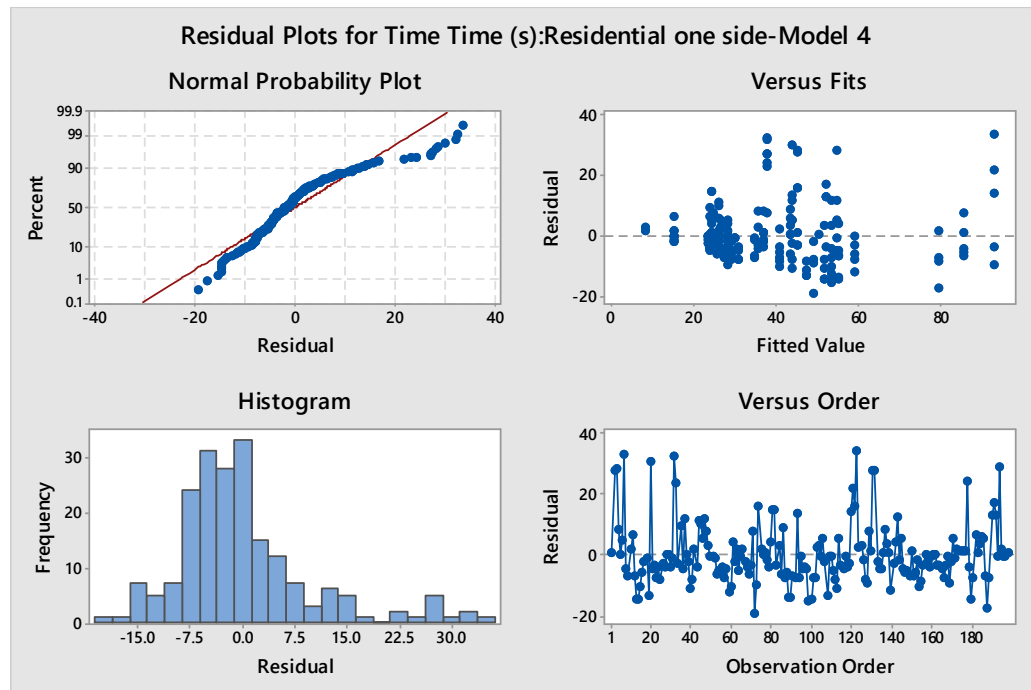 Residual Plots for Time Time (s):Residential one side-Model 4
Normal Probability Plot
99.9
99
90
50
10
1
0.1
Percent
-40 -20 0 20 40
Residual
Versus Fits
40
20
0
-20
Residual
0 20 40 60 80
Fitted Value
Histogram
30
20
10
0
Frequency
-15.0 -7.5 0.0 7.5 15.0 22.5 30.0
Residual
Versus Order
40
20
0
-20
Residual
1 20 40 60 80 100 120 140 160 180
Observation Order